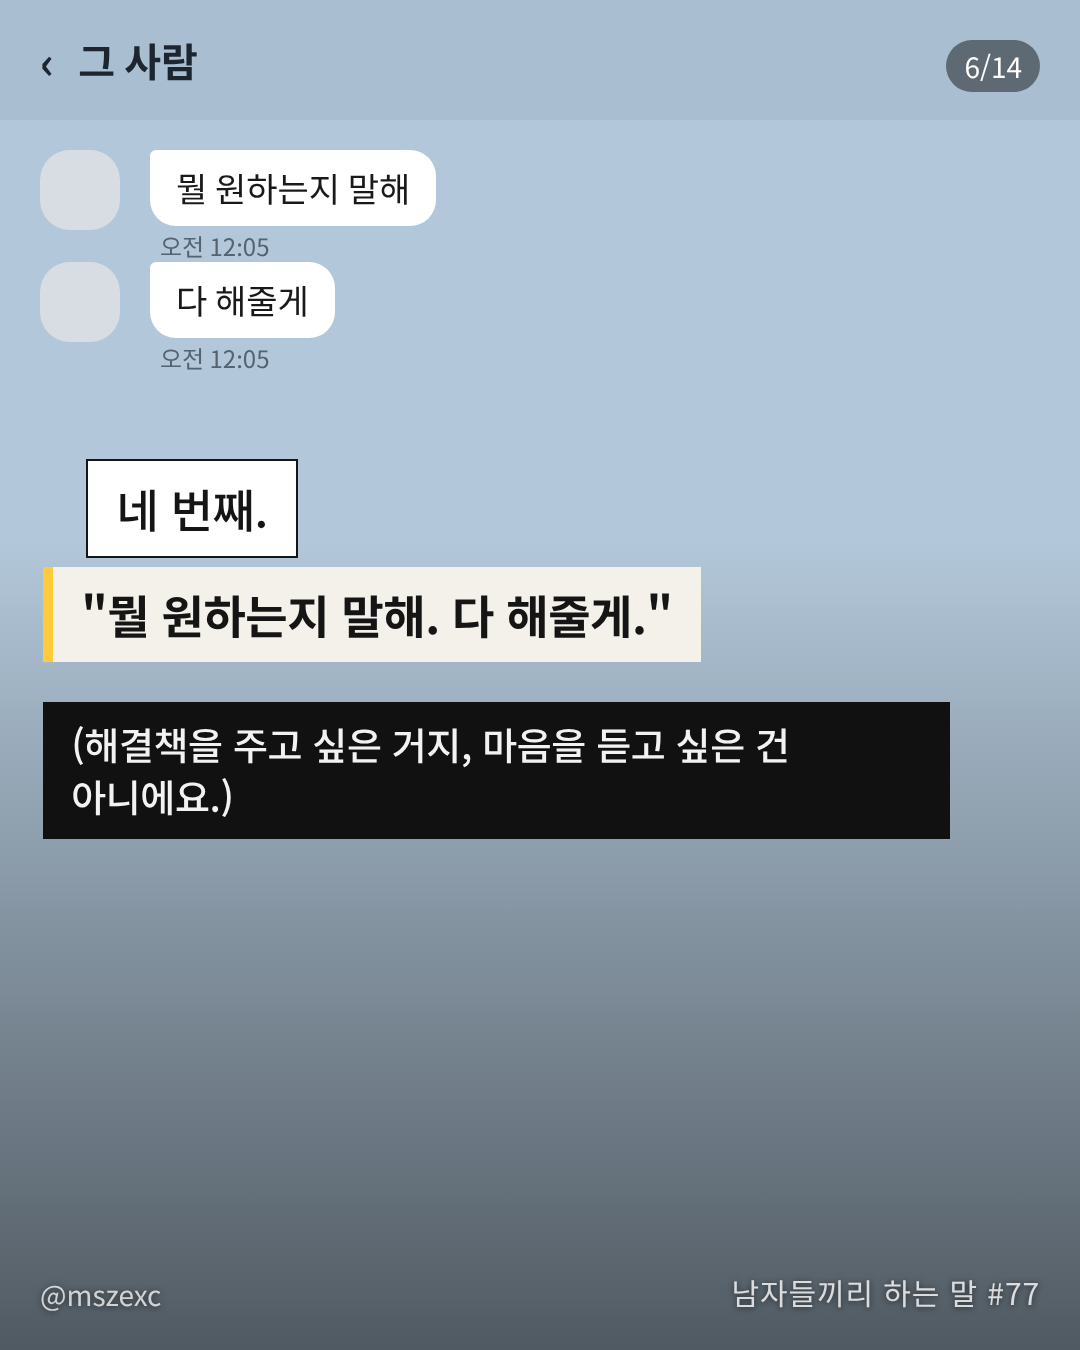 ‹ 그 사람
6/14
뭘 원하는지 말해
오전 12:05
다 해줄게
오전 12:05
네 번째.
"뭘 원하는지 말해. 다 해줄게."
(해결책을 주고 싶은 거지, 마음을 듣고 싶은 건
아니에요.)
@mszexc
남자들끼리 하는 말 #77